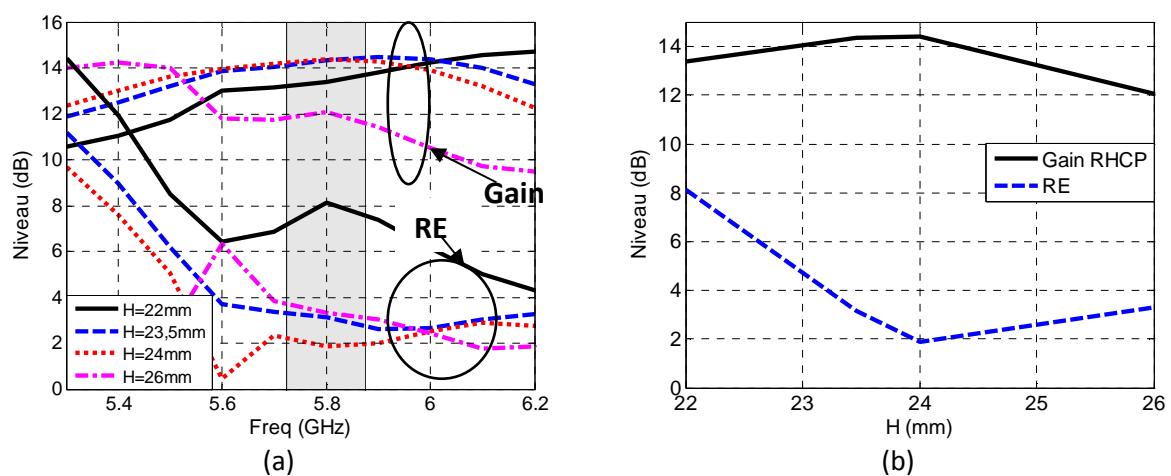 Niveau (dB)
16
14
12
10
8
6
4
2
0
5.4
5.6
5.8
6
6.2
Freq (GHz)
Gain
RE
H=22mm
H=23,5mm
H=24mm
H=26mm
(a)
Niveau (dB)
14
12
10
8
6
4
2
0
22
23
24
25
26
H (mm)
Gain RHCP
RE
(b)